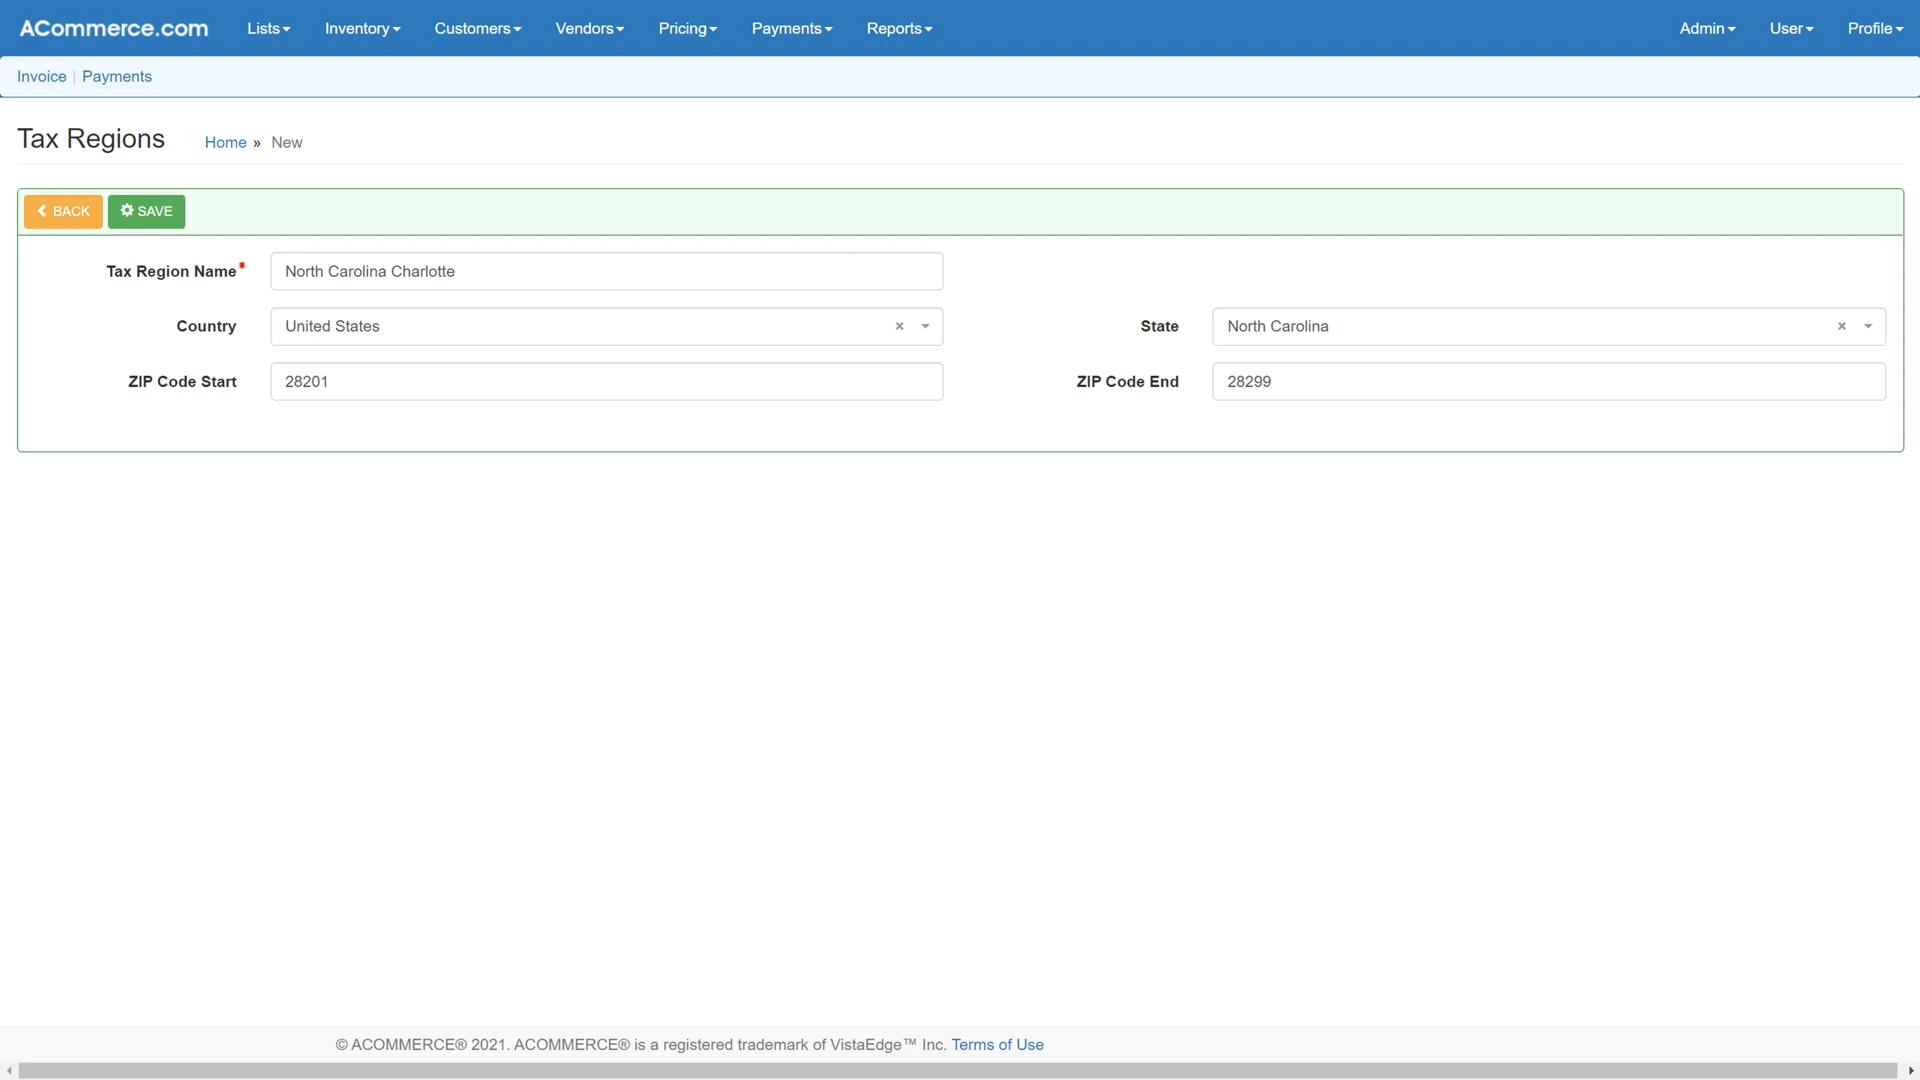 ACommerce.com Lists Inventory Customers Vendors Pricing Payments Reports Admin User Profile
Invoice | Payments
Tax Regions Home » New
BACK SAVE
Tax Region Name* North Carolina Charlotte
Country United States × State North Carolina ×
ZIP Code Start 28201 ZIP Code End 28299
© ACOMMERCE® 2021. ACOMMERCE® is a registered trademark of VistaEdge™ Inc. Terms of Use